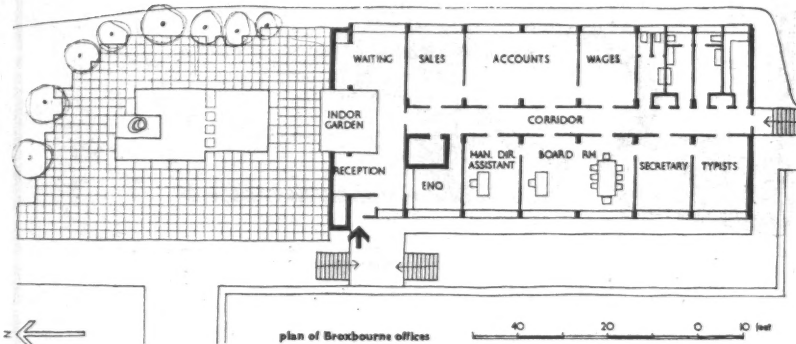 WAITING
SALES
ACCOUNTS
WAGES
INDOR
GARDEN
CORRIDOR
RECEPTION
ENQ
MAN. DIR.
ASSISTANT
BOARD RM
SECRETARY
TYPISTS
N
plan of Broxbourne offices
40 20 0 10 feet